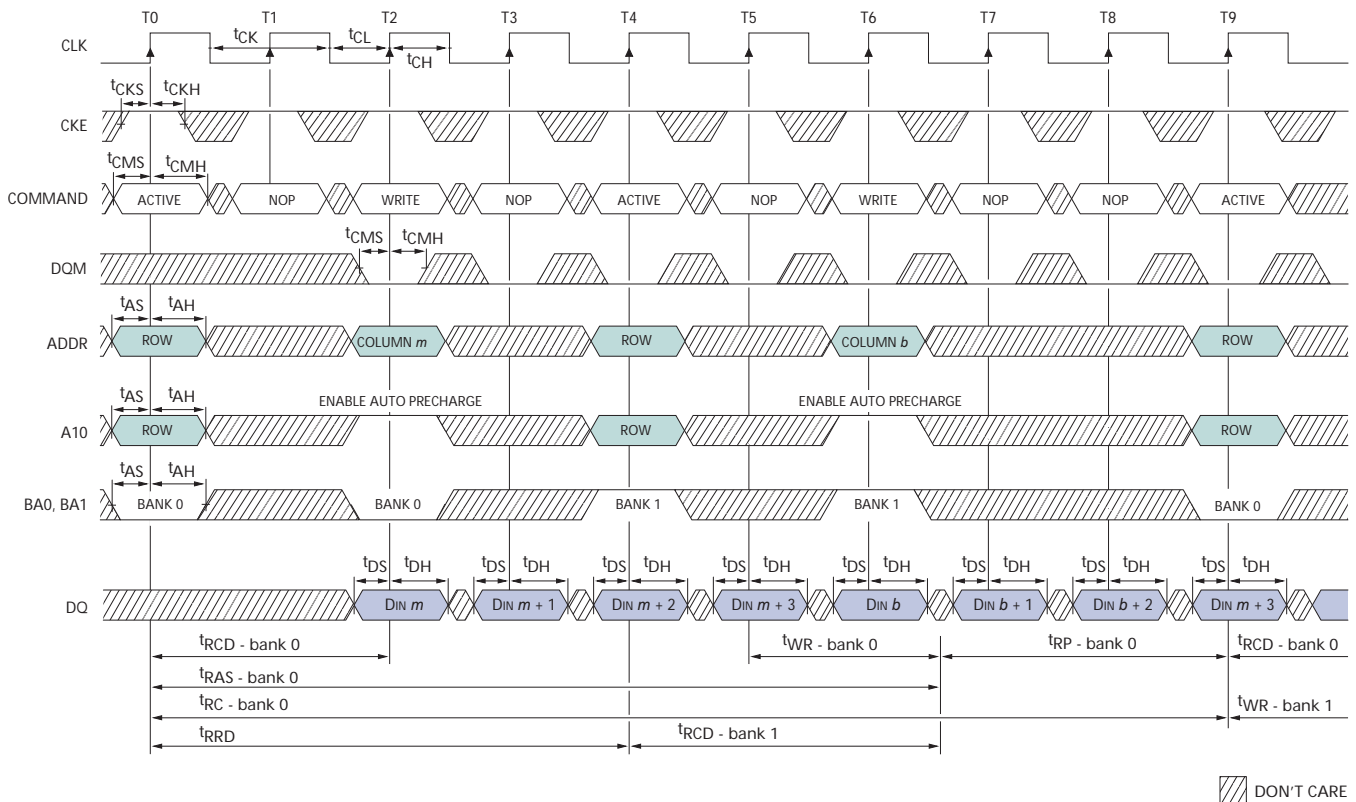 T0 T1 T2 T3 T4 T5 T6 T7 T8 T9
CLK tCK tCL tCH
tCKS tCKH
CKE
tCMS tCMH
COMMAND ACTIVE NOP WRITE NOP ACTIVE NOP WRITE NOP NOP ACTIVE
tCMS tCMH
DQM
tAS tAH
ADDR ROW COLUMN m ROW COLUMN b ROW
tAS tAH ENABLE AUTO PRECHARGE ENABLE AUTO PRECHARGE
A10 ROW ROW ROW
tAS tAH
BA0, BA1 BANK 0 BANK 0 BANK 1 BANK 1 BANK 0
tDS tDH tDS tDH tDS tDH tDS tDH tDS tDH tDS tDH tDS tDH tDS tDH
DQ DIN m DIN m + 1 DIN m + 2 DIN m + 3 DIN b DIN b + 1 DIN b + 2 DIN m + 3
tRCD - bank 0 tWR - bank 0 tRP - bank 0 tRCD - bank 0
tRAS - bank 0
tRC - bank 0 tWR - bank 1
tRRD tRCD - bank 1
DON'T CARE